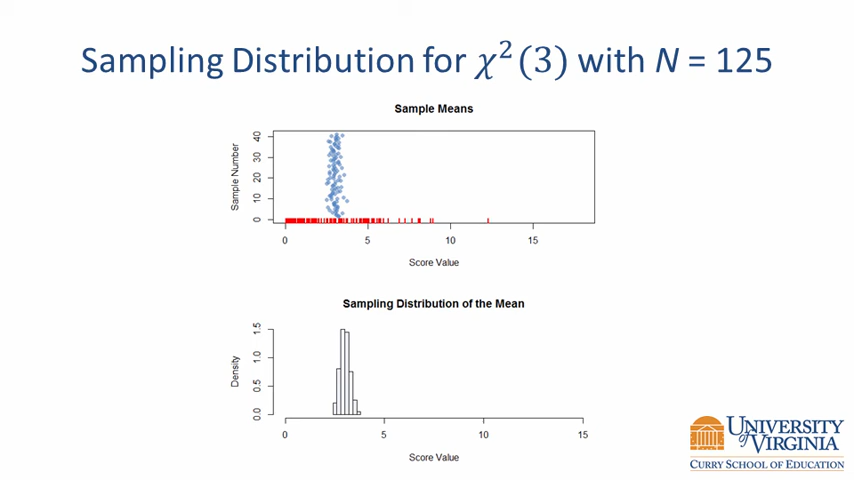 Sampling Distribution for χ²(3) with N = 125
Sample Means
Sample Number
40
30
20
10
0
0 5 10 15
Score Value
Sampling Distribution of the Mean
Density
1.5
1.0
0.5
0.0
0 5 10 15
Score Value
UNIVERSITY
of VIRGINIA
CURRY SCHOOL OF EDUCATION